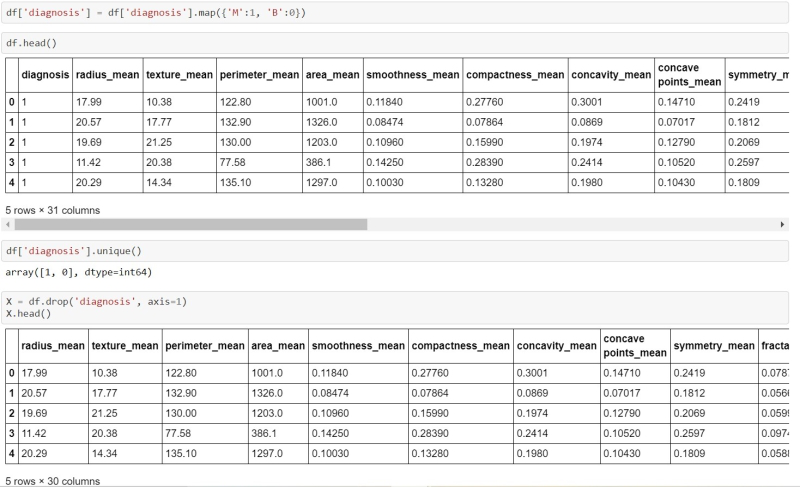 df['diagnosis'] = df['diagnosis'].map({'M':1, 'B':0})
df.head()
diagnosis radius_mean texture_mean perimeter_mean area_mean smoothness_mean compactness_mean concavity_mean concave points_mean symmetry_m
0 1 17.99 10.38 122.80 1001.0 0.11840 0.27760 0.3001 0.14710 0.2419
1 1 20.57 17.77 132.90 1326.0 0.08474 0.07864 0.0869 0.07017 0.1812
2 1 19.69 21.25 130.00 1203.0 0.10960 0.15990 0.1974 0.12790 0.2069
3 1 11.42 20.38 77.58 386.1 0.14250 0.28390 0.2414 0.10520 0.2597
4 1 20.29 14.34 135.10 1297.0 0.10030 0.13280 0.1980 0.10430 0.1809
5 rows × 31 columns
df['diagnosis'].unique()
array([1, 0], dtype=int64)
X = df.drop('diagnosis', axis=1)
X.head()
radius_mean texture_mean perimeter_mean area_mean smoothness_mean compactness_mean concavity_mean concave points_mean symmetry_mean fracta
0 17.99 10.38 122.80 1001.0 0.11840 0.27760 0.3001 0.14710 0.2419 0.078
1 20.57 17.77 132.90 1326.0 0.08474 0.07864 0.0869 0.07017 0.1812 0.056
2 19.69 21.25 130.00 1203.0 0.10960 0.15990 0.1974 0.12790 0.2069 0.059
3 11.42 20.38 77.58 386.1 0.14250 0.28390 0.2414 0.10520 0.2597 0.097
4 20.29 14.34 135.10 1297.0 0.10030 0.13280 0.1980 0.10430 0.1809 0.058
5 rows × 30 columns